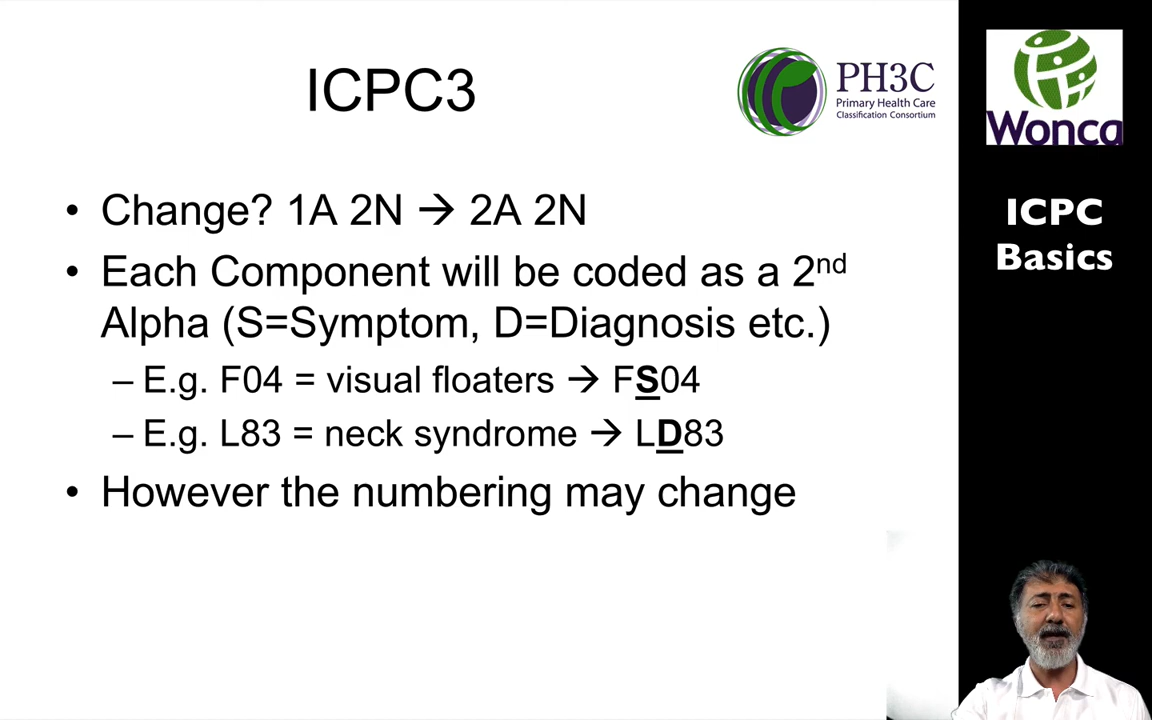 ICPC3
PH3C
Primary Health Care
Classification Consortium
• Change? 1A 2N → 2A 2N
• Each Component will be coded as a 2nd
Alpha (S=Symptom, D=Diagnosis etc.)
– E.g. F04 = visual floaters → FS04
– E.g. L83 = neck syndrome → LD83
• However the numbering may change
Wonca
ICPC
Basics